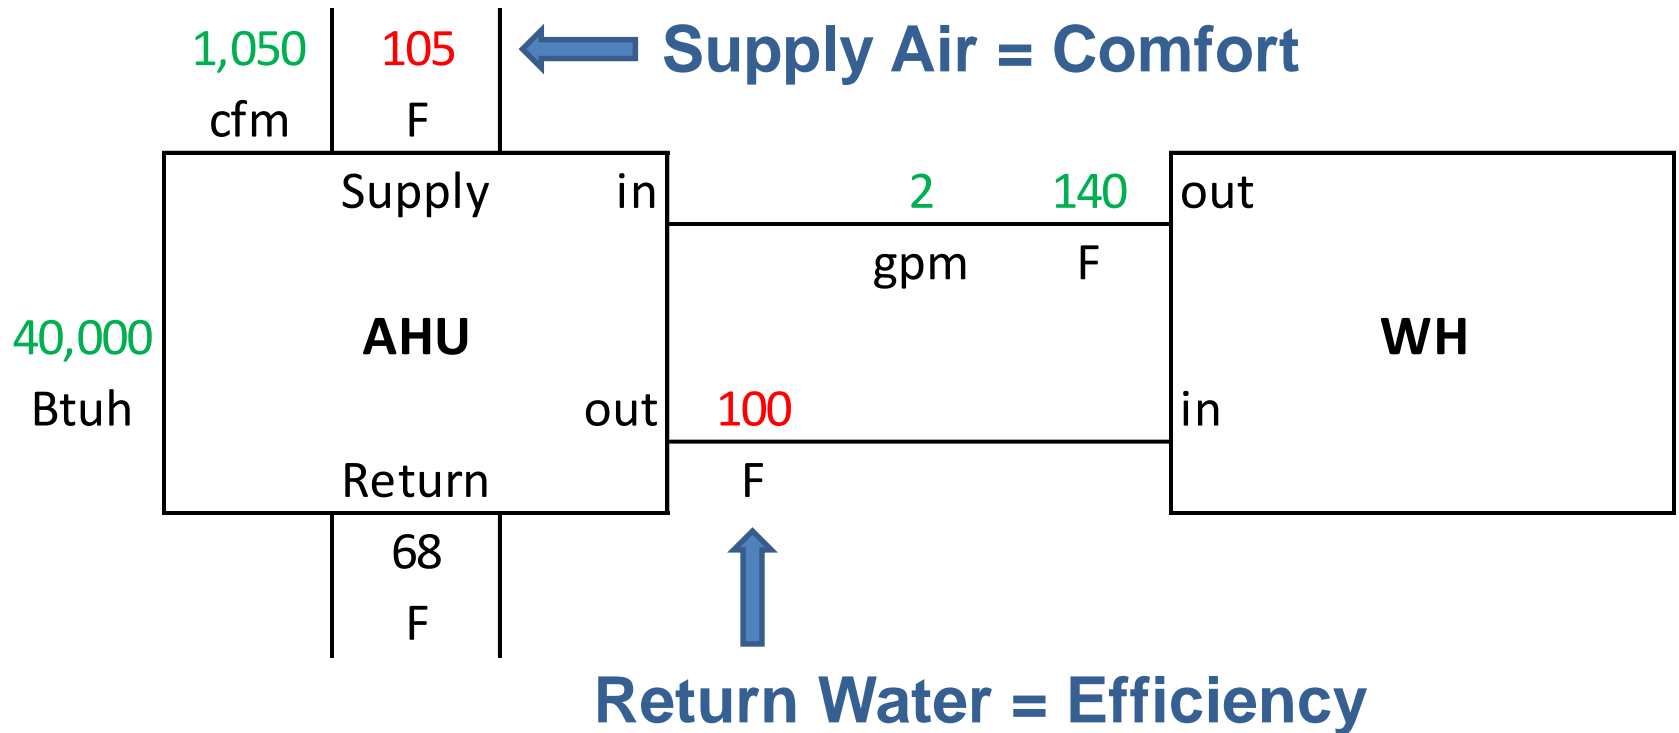 1,050 105 Supply Air = Comfort
cfm F
Supply in 2 140 out
gpm F
40,000 AHU WH
Btuh out 100 in
Return F
68
F
Return Water = Efficiency